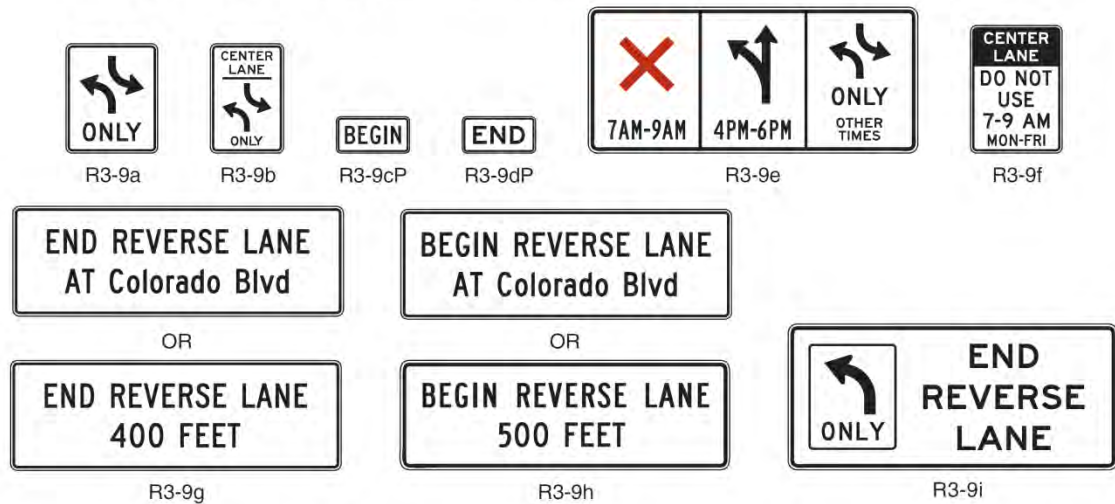 ONLY
R3-9a
CENTER
LANE
ONLY
R3-9b
BEGIN
R3-9cP
END
R3-9dP
7AM-9AM
4PM-6PM
ONLY
OTHER
TIMES
R3-9e
CENTER
LANE
DO NOT
USE
7-9 AM
MON-FRI
R3-9f
END REVERSE LANE
AT Colorado Blvd
OR
END REVERSE LANE
400 FEET
R3-9g
BEGIN REVERSE LANE
AT Colorado Blvd
OR
BEGIN REVERSE LANE
500 FEET
R3-9h
ONLY
END
REVERSE
LANE
R3-9i